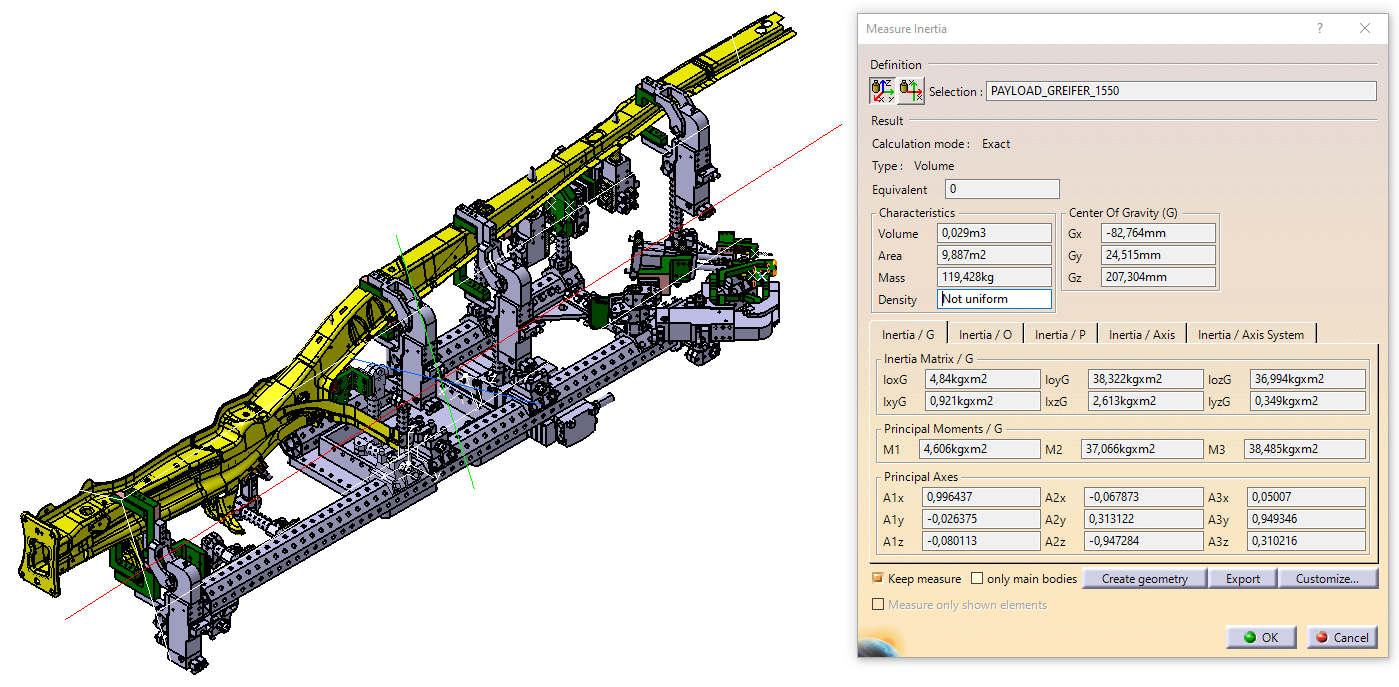 Measure Inertia
Definition
Selection : PAYLOAD_GREIFER_1550
Result
Calculation mode : Exact
Type : Volume
Equivalent 0
Characteristics
Volume 0,029m3
Area 9,887m2
Mass 119,428kg
Density Not uniform
Center Of Gravity (G)
Gx -82,764mm
Gy 24,515mm
Gz 207,304mm
Inertia / G Inertia / O Inertia / P Inertia / Axis Inertia / Axis System
Inertia Matrix / G
IoxG 4,84kgxm2 IoyG 38,322kgxm2 IozG 36,994kgxm2
IxyG 0,921kgxm2 IxzG 2,613kgxm2 IyzG 0,349kgxm2
Principal Moments / G
M1 4,606kgxm2 M2 37,066kgxm2 M3 38,485kgxm2
Principal Axes
A1x 0,996437 A2x -0,067873 A3x 0,05007
A1y -0,026375 A2y 0,313122 A3y 0,949346
A1z -0,080113 A2z -0,947284 A3z 0,310216
Keep measure only main bodies Create geometry Export Customize...
Measure only shown elements
OK Cancel